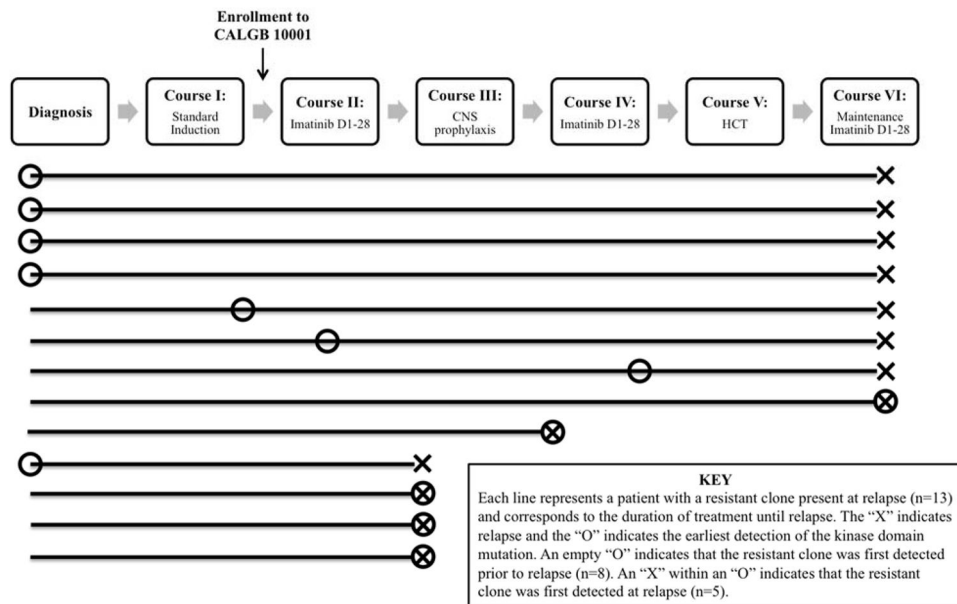 Enrollment to
CALGB 10001
Diagnosis
Course I:
Standard
Induction
Course II:
Imatinib D1-28
Course III:
CNS
prophylaxis
Course IV:
Imatinib D1-28
Course V:
HCT
Course VI:
Maintenance
Imatinib D1-28
KEY
Each line represents a patient with a resistant clone present at relapse (n=13)
and corresponds to the duration of treatment until relapse. The “X” indicates
relapse and the “O” indicates the earliest detection of the kinase domain
mutation. An empty “O” indicates that the resistant clone was first detected
prior to relapse (n=8). An “X” within an “O” indicates that the resistant
clone was first detected at relapse (n=5).